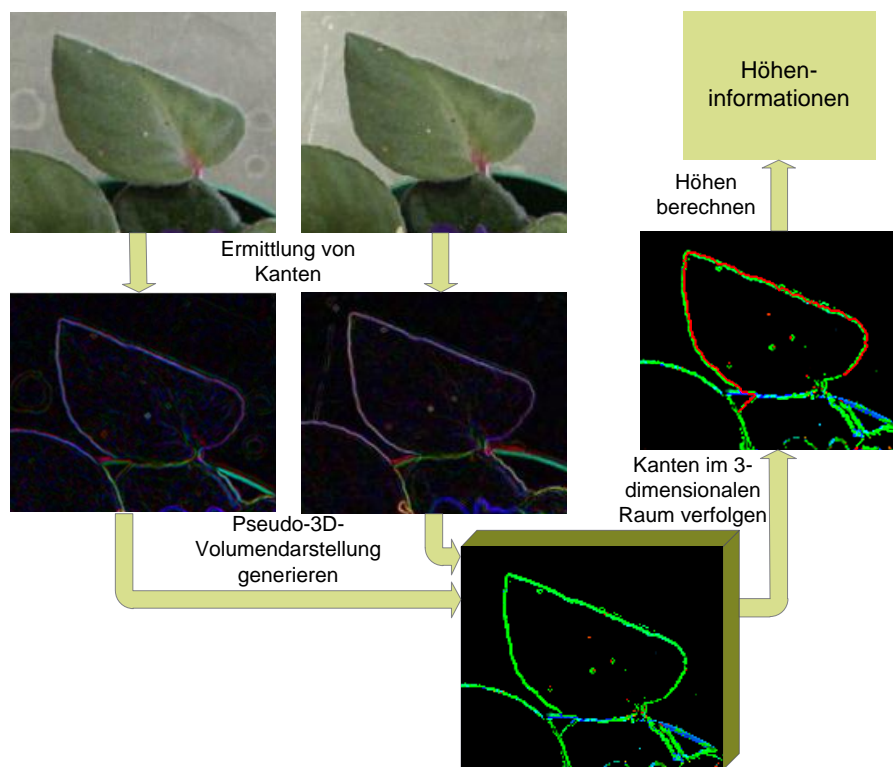 Ermittlung von
Kanten
Pseudo-3D-
Volumendarstellung
generieren
Kanten im 3-
dimensionalen
Raum verfolgen
Höhen
berechnen
Höhen-
informationen